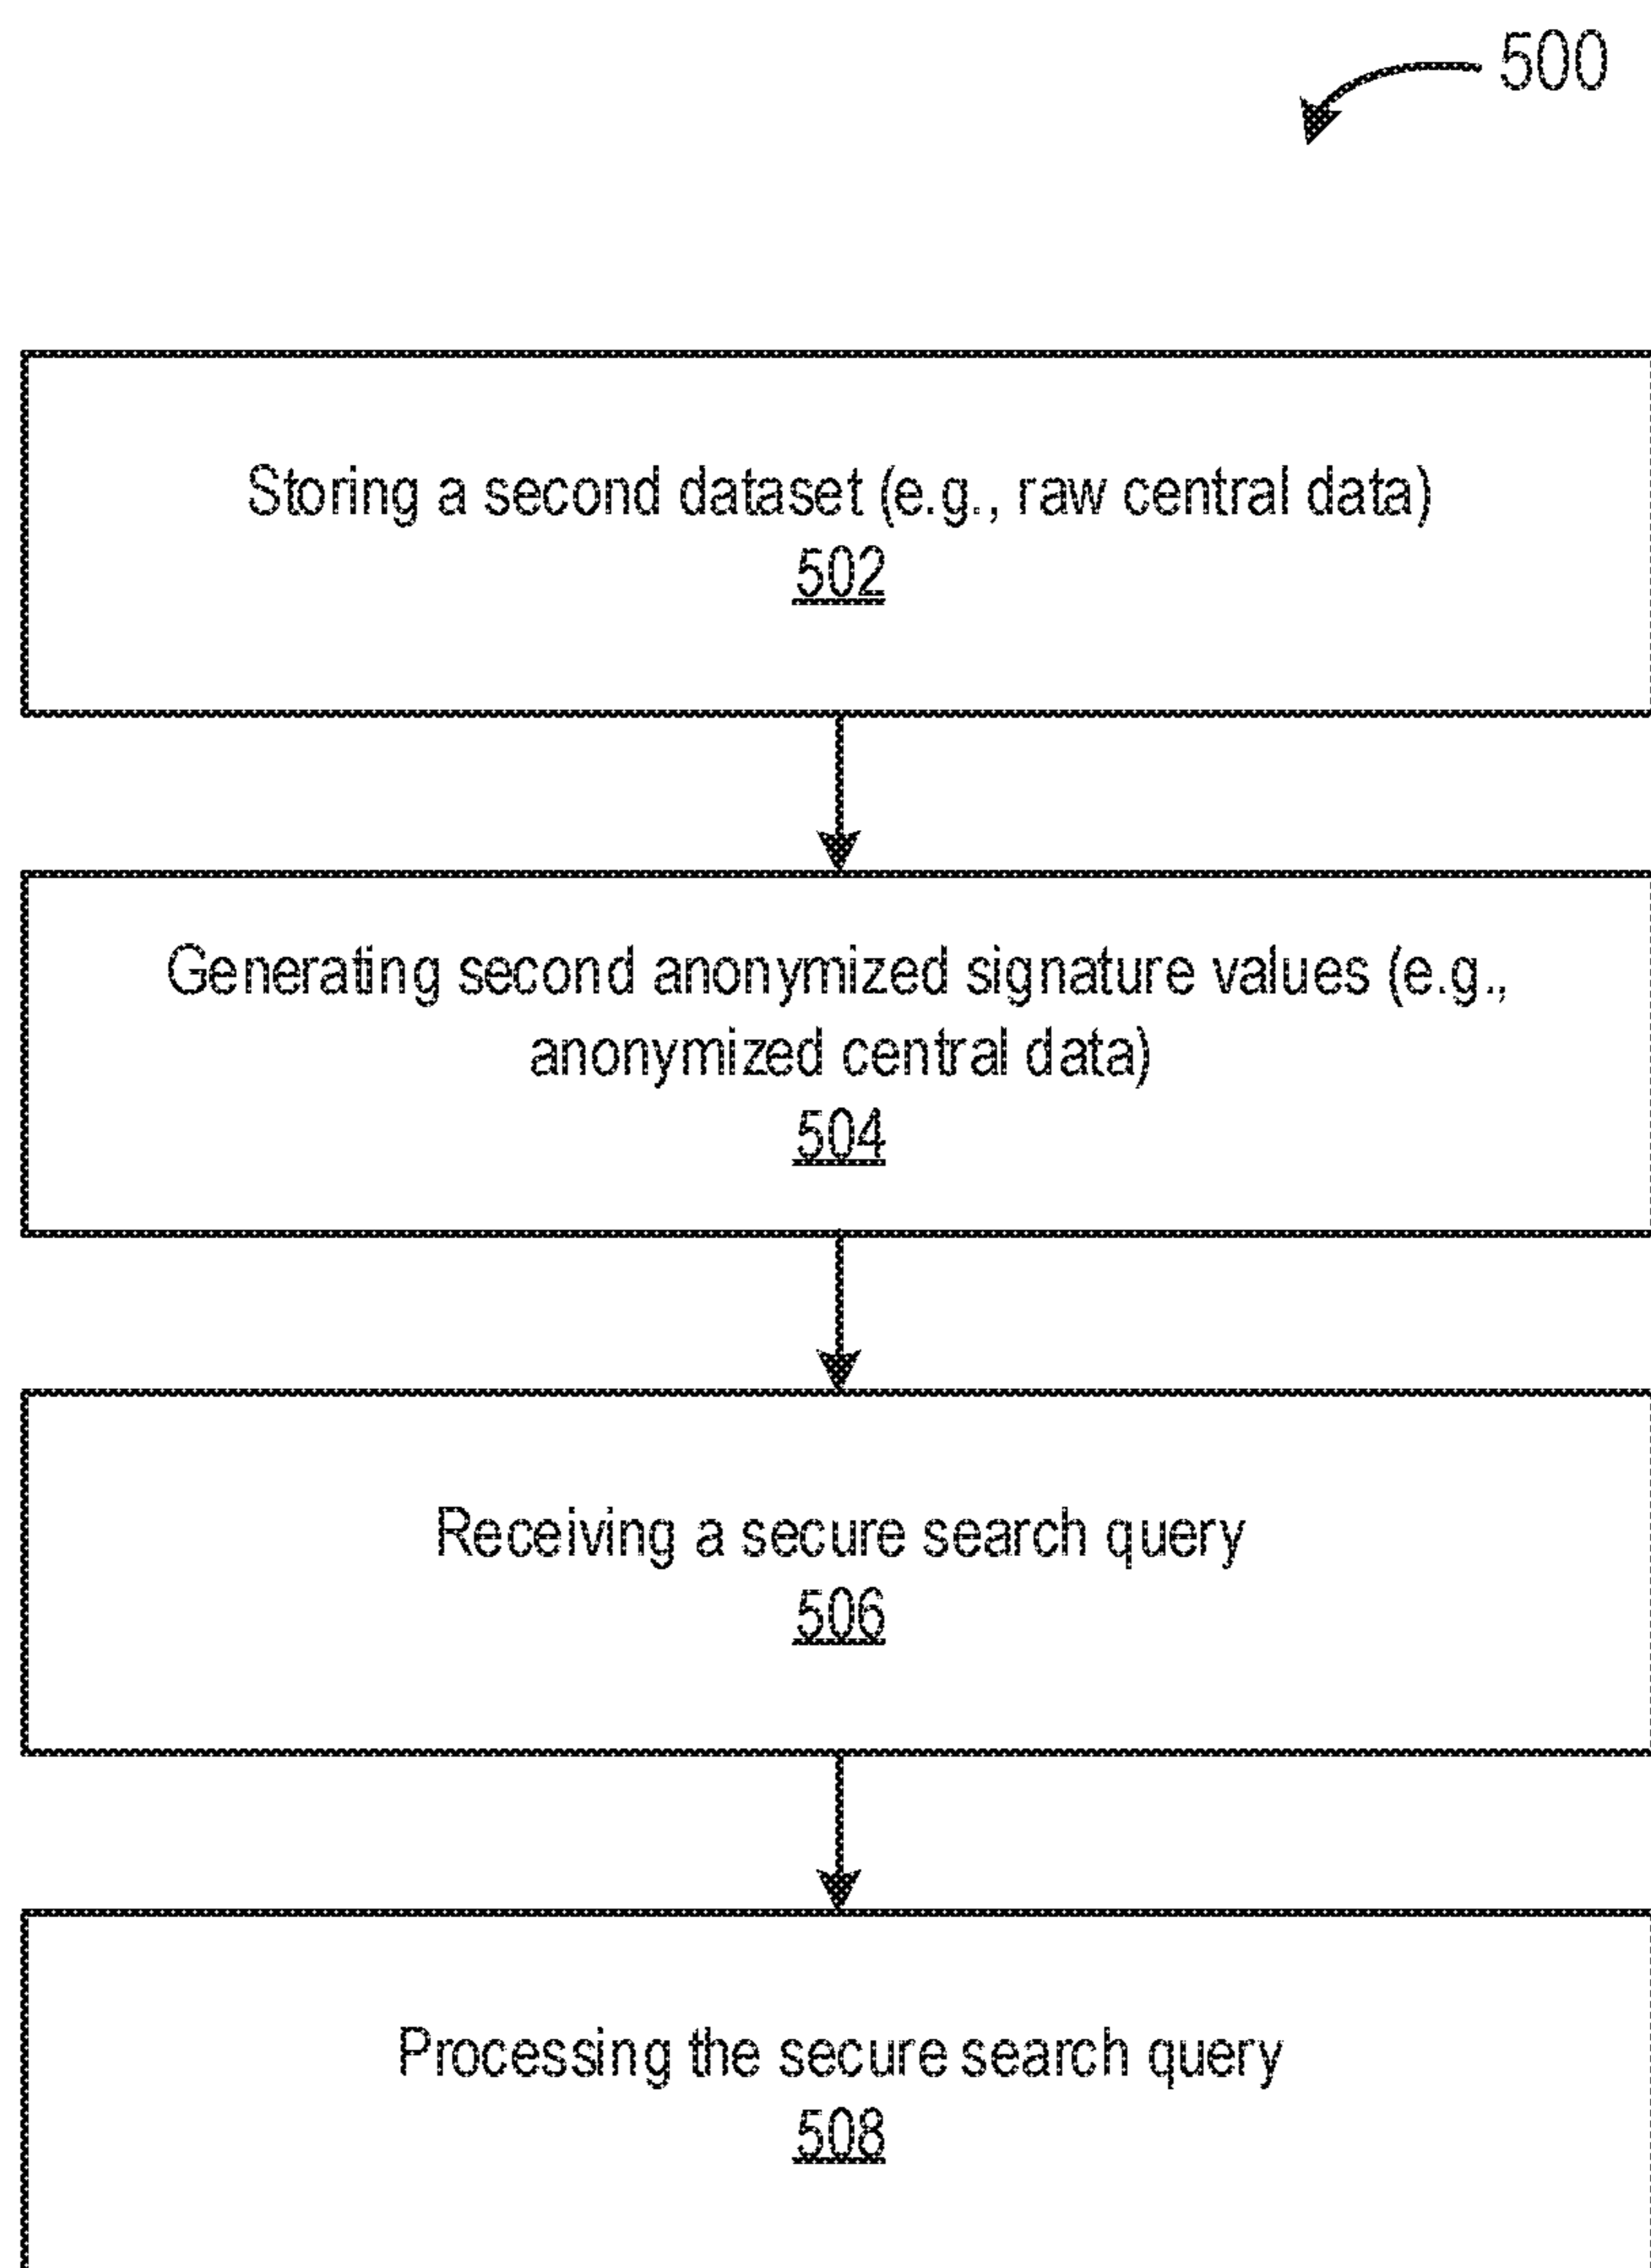 500
Storing a second dataset (e.g., raw central data)
502
Generating second anonymized signature values (e.g.,
anonymized central data)
504
Receiving a secure search query
506
Processing the secure search query
508